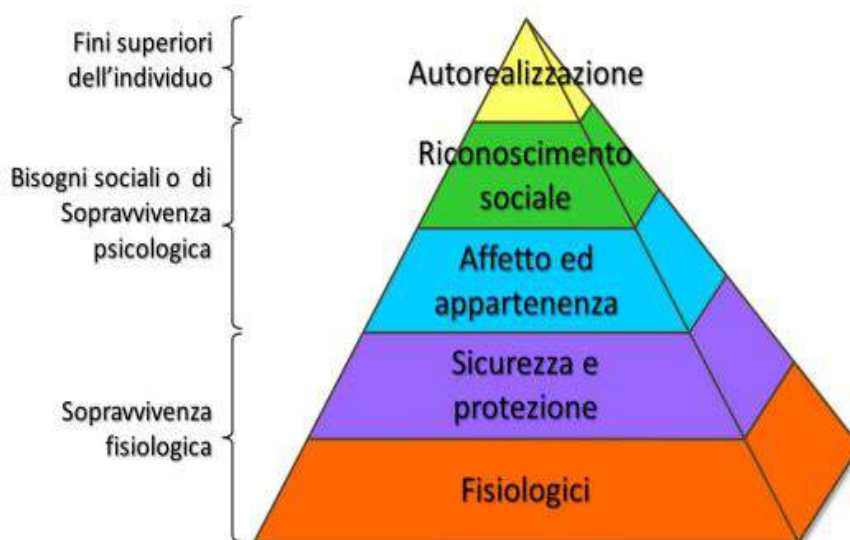 Fini superiori
dell'individuo
Autorealizzazione
Riconoscimento
sociale
Bisogni sociali o di
Sopravvivenza
psicologica
Affetto ed
appartenenza
Sicurezza e
protezione
Sopravvivenza
fisiologica
Fisiologici